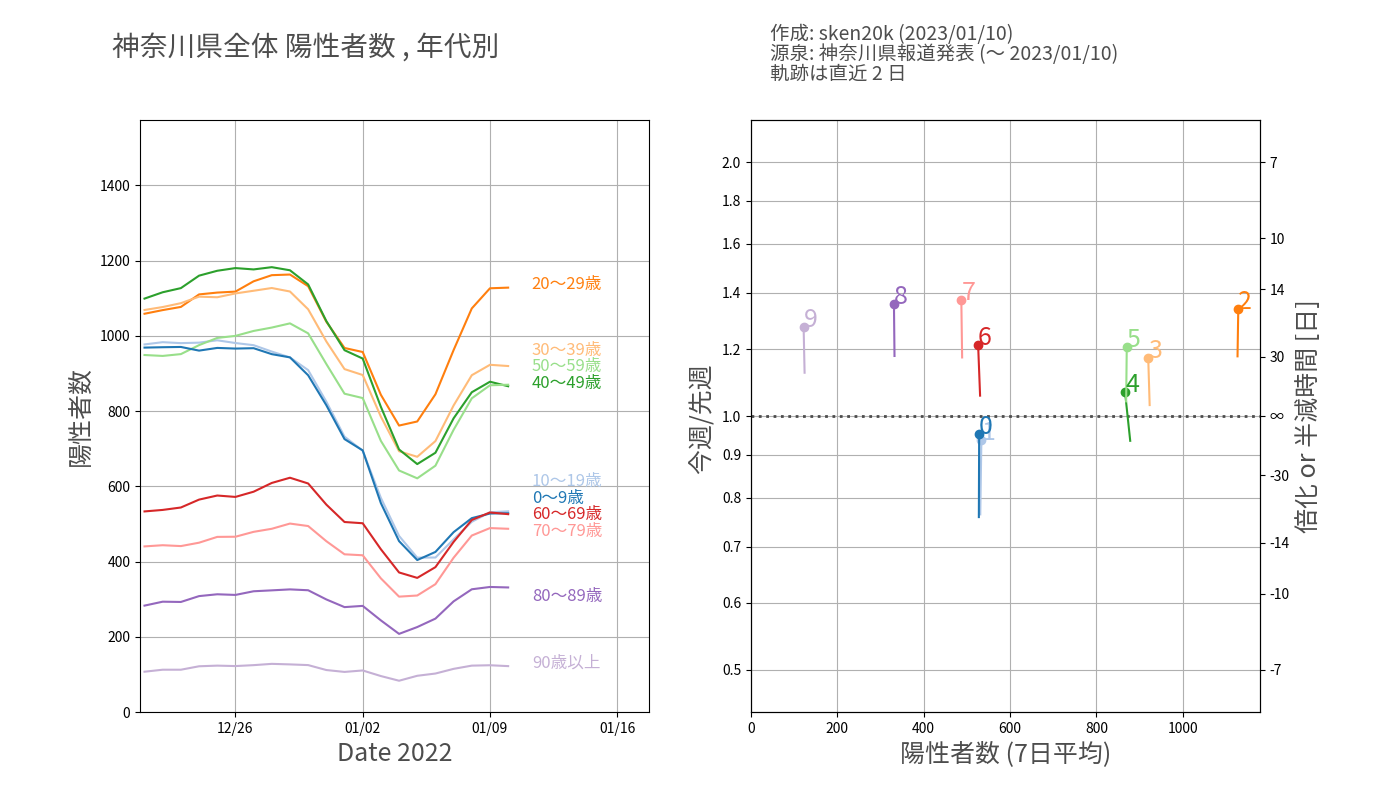 神奈川県全体 陽性者数 , 年代別
作成: sken20k (2023/01/10)
源泉: 神奈川県報道発表 (〜 2023/01/10)
軌跡は直近 2 日
陽性者数
1400
1200
1000
800
600
400
200
0
20〜29歳
30〜39歳
50〜59歳
40〜49歳
10〜19歳
0〜9歳
60〜69歳
70〜79歳
80〜89歳
90歳以上
12/26
01/02
01/09
01/16
Date 2022
今週/先週
2.0
1.8
1.6
1.4
1.2
1.0
0.9
0.8
0.7
0.6
0.5
9
8
7
6
0
1
5
4
3
2
7
10
14
30
∞
-30
-14
-10
-7
倍化 or 半減時間 [日]
0
200
400
600
800
1000
陽性者数 (7日平均)